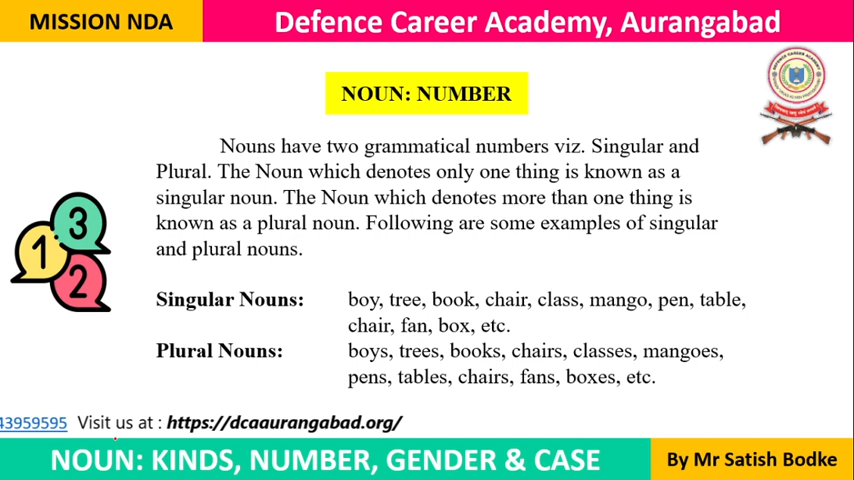 MISSION NDA
Defence Career Academy, Aurangabad
NOUN: NUMBER
Nouns have two grammatical numbers viz. Singular and
Plural. The Noun which denotes only one thing is known as a
singular noun. The Noun which denotes more than one thing is
known as a plural noun. Following are some examples of singular
and plural nouns.
3
1
2
Singular Nouns: boy, tree, book, chair, class, mango, pen, table,
chair, fan, box, etc.
Plural Nouns: boys, trees, books, chairs, classes, mangoes,
pens, tables, chairs, fans, boxes, etc.
43959595 Visit us at : https://dcaaurangabad.org/
NOUN: KINDS, NUMBER, GENDER & CASE
By Mr Satish Bodke